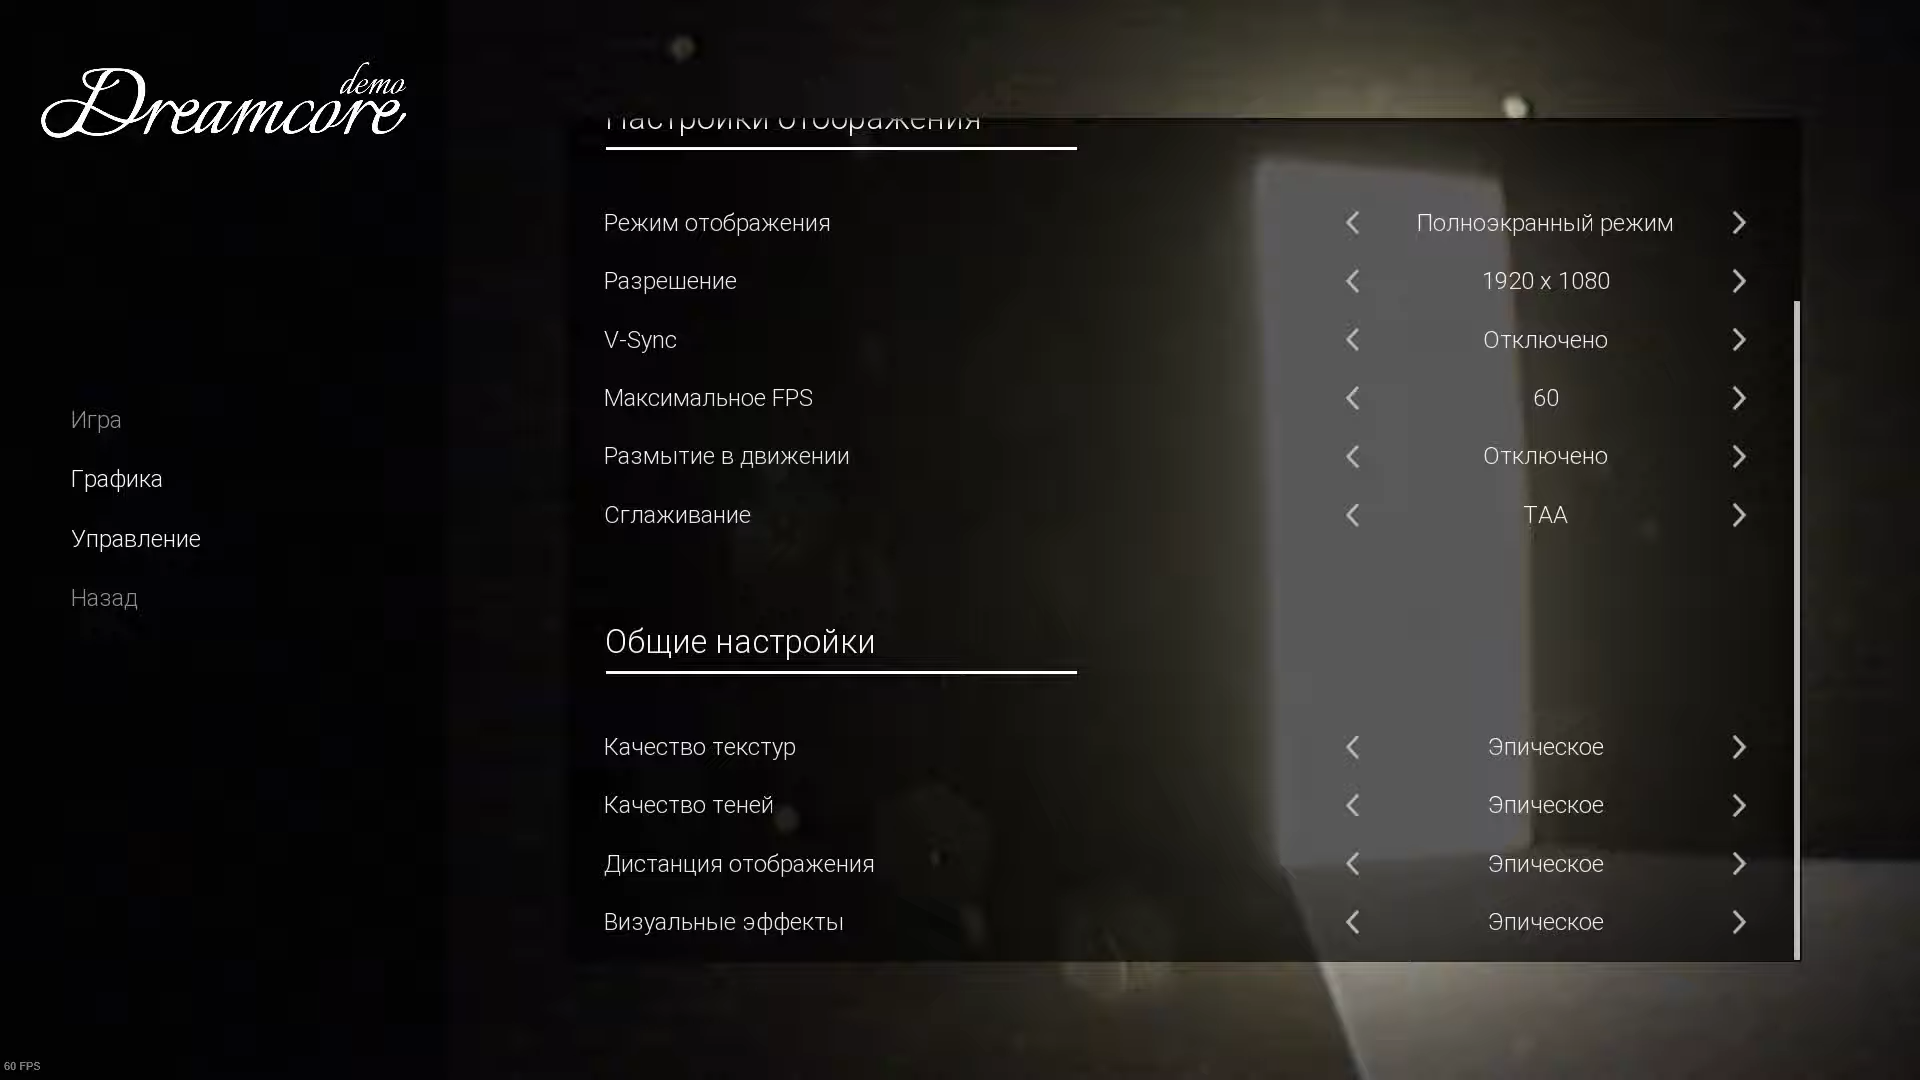 demo
Dreamcore
Настройки отображения
Режим отображения Полноэкранный режим
Разрешение 1920 x 1080
V-Sync Отключено
Максимальное FPS 60
Размытие в движении Отключено
Сглаживание TAA
Игра
Графика
Управление
Назад
Общие настройки
Качество текстур Эпическое
Качество теней Эпическое
Дистанция отображения Эпическое
Визуальные эффекты Эпическое
60 FPS